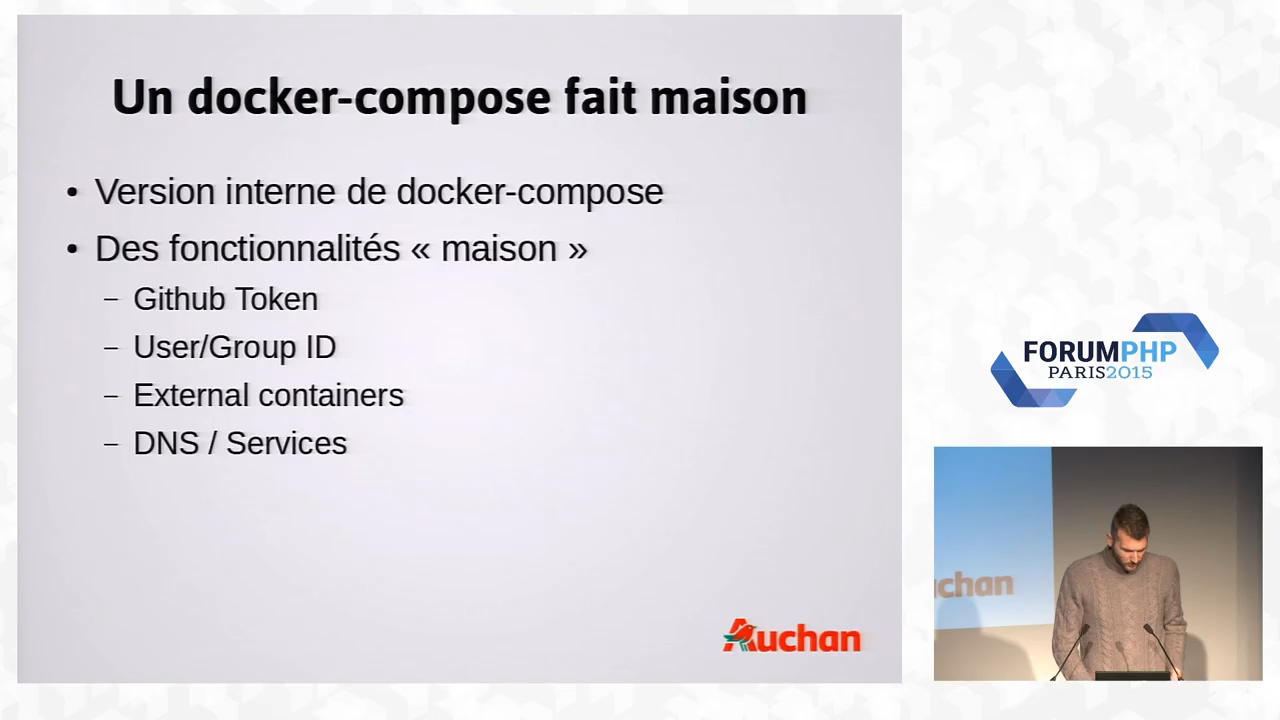 Un docker-compose fait maison
• Version interne de docker-compose
• Des fonctionnalités « maison »
– Github Token
– User/Group ID
– External containers
– DNS / Services
Auchan
FORUMPHP
PARIS2015
uchan